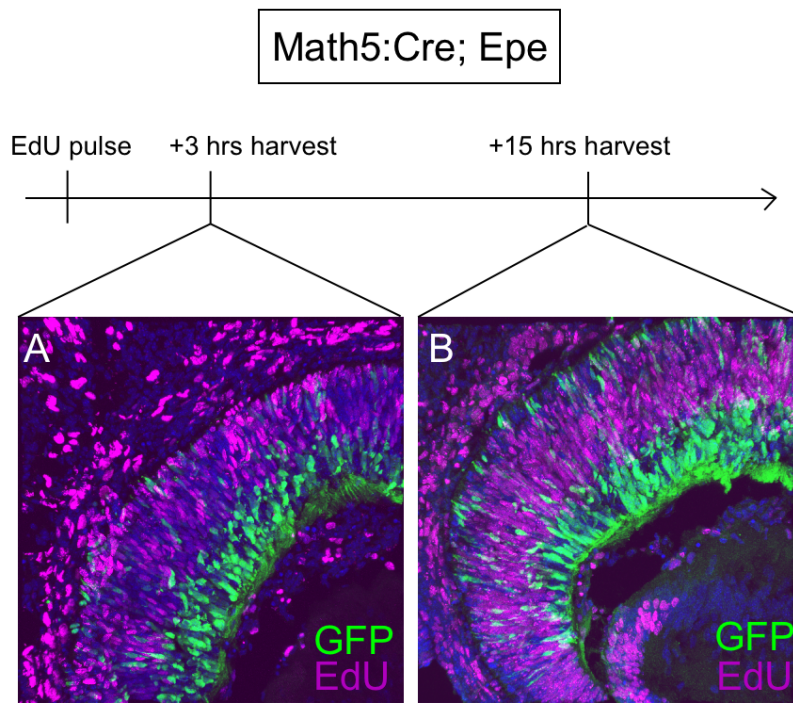 Math5:Cre; Epe
EdU pulse +3 hrs harvest +15 hrs harvest
A B
GFP GFP
EdU EdU